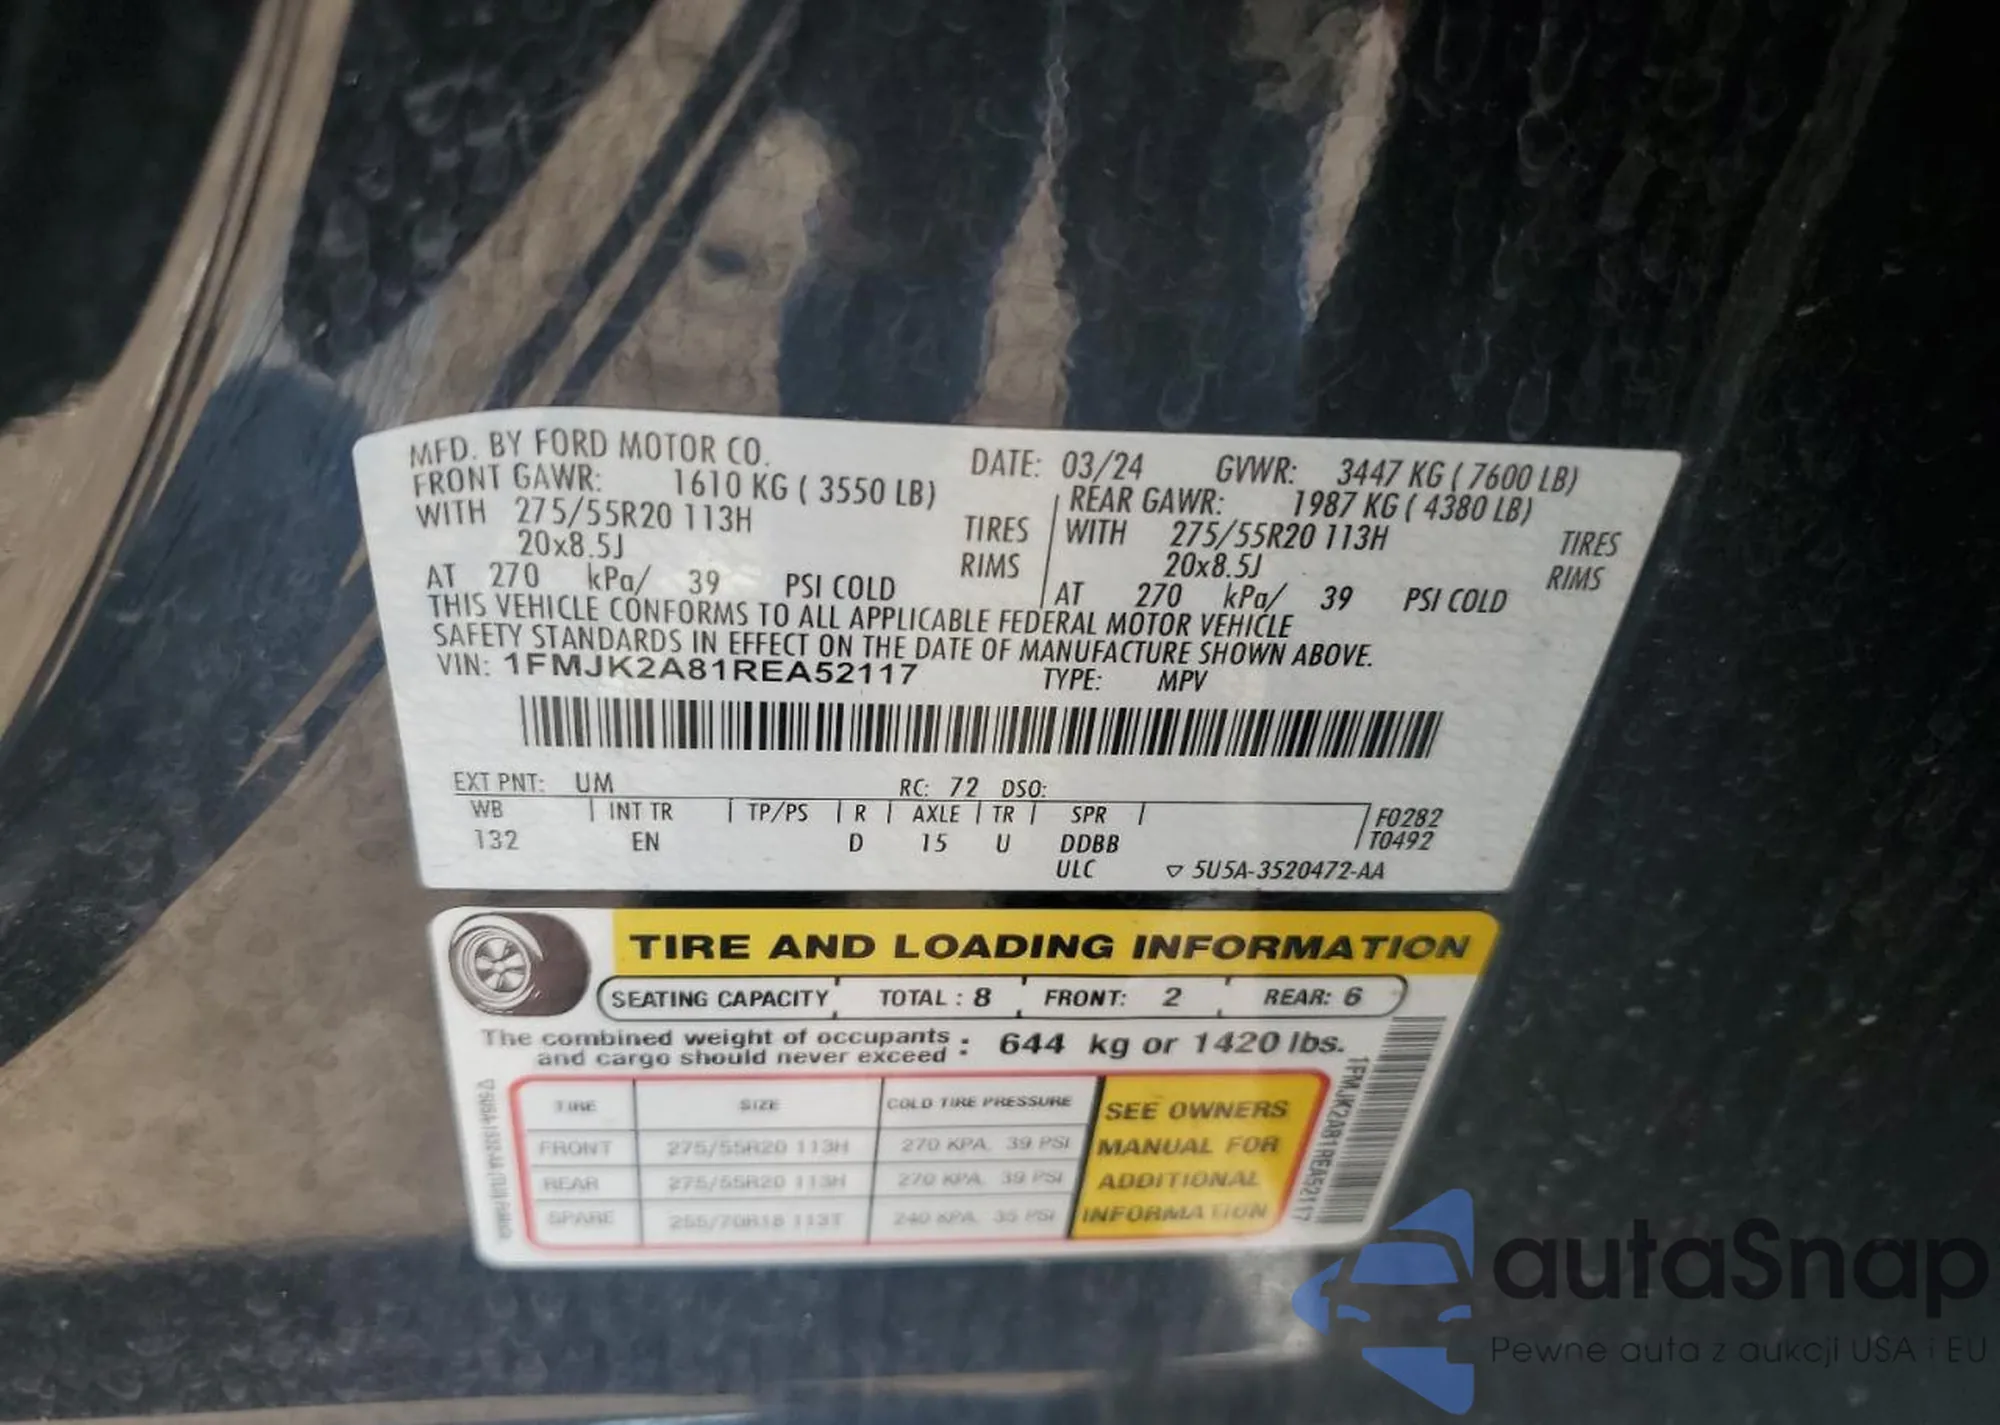 MFD. BY FORD MOTOR CO. DATE: 03/24 GVWR: 3447 KG ( 7600 LB)
FRONT GAWR: 1610 KG ( 3550 LB) REAR GAWR: 1987 KG ( 4380 LB)
WITH 275/55R20 113H TIRES WITH 275/55R20 113H TIRES
20x8.5J RIMS 20x8.5J RIMS
AT 270 kPa/ 39 PSI COLD AT 270 kPa/ 39 PSI COLD
THIS VEHICLE CONFORMS TO ALL APPLICABLE FEDERAL MOTOR VEHICLE
SAFETY STANDARDS IN EFFECT ON THE DATE OF MANUFACTURE SHOWN ABOVE.
VIN: 1FMJK2A81REA52117 TYPE: MPV
EXT PNT: UM RC: 72 DSO:
WB INT TR TP/PS R AXLE TR SPR F0282
132 EN D 15 U DDBB T0492
ULC ▽ 5U5A-3520472-AA
TIRE AND LOADING INFORMATION
SEATING CAPACITY TOTAL : 8 FRONT: 2 REAR: 6
The combined weight of occupants
and cargo should never exceed : 644 kg or 1420 lbs.
TIRE SIZE COLD TIRE PRESSURE SEE OWNERS
FRONT 275/55R20 113H 270 KPA, 39 PSI MANUAL FOR
REAR 275/55R20 113H 270 KPA, 39 PSI ADDITIONAL
SPARE 255/70R18 113T 240 KPA, 35 PSI INFORMATION
1FMJK2A81REA52117
autaSnap
Pewne auta z aukcji USA i EU